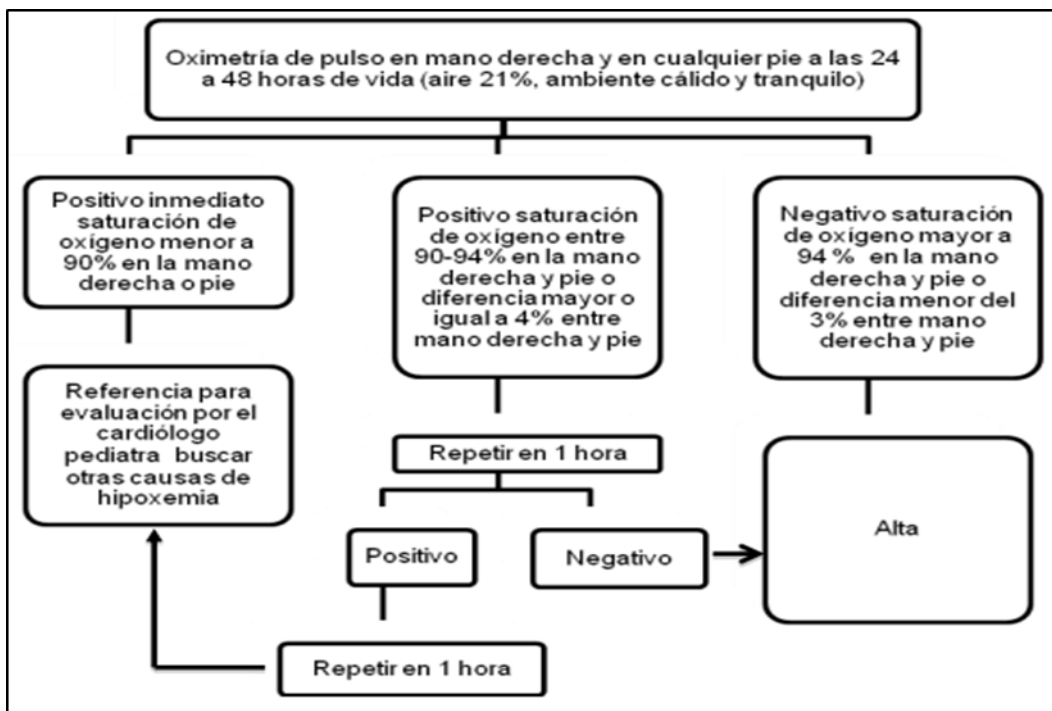 Oximetría de pulso en mano derecha y en cualquier pie a las 24
a 48 horas de vida (aire 21%, ambiente cálido y tranquilo)
Positivo inmediato
saturación de
oxígeno menor a
90% en la mano
derecha o pie
Positivo saturación
de oxígeno entre
90-94% en la mano
derecha y pie o
diferencia mayor o
igual a 4% entre
mano derecha y pie
Negativo saturación
de oxígeno mayor a
94 % en la mano
derecha y pie o
diferencia menor del
3% entre mano
derecha y pie
Referencia para
evaluación por el
cardiólogo
pediatra buscar
otras causas de
hipoxemia
Repetir en 1 hora
Positivo
Negativo
Alta
Repetir en 1 hora